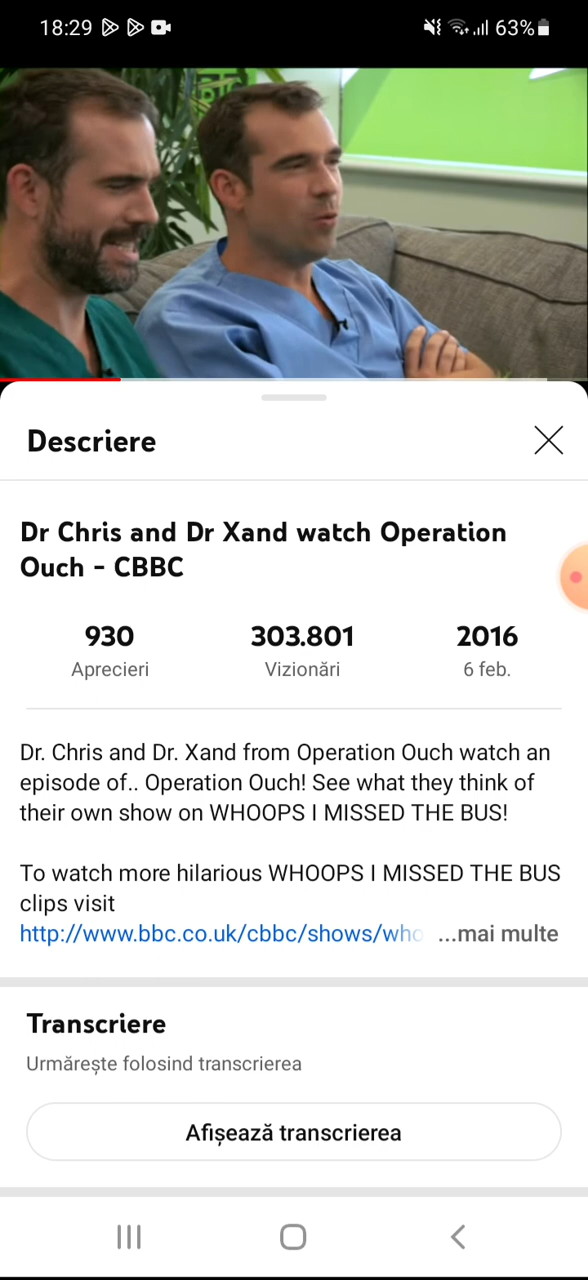 18:29
63%
Descriere
Dr Chris and Dr Xand watch Operation
Ouch - CBBC
930
303.801
2016
Aprecieri
Vizionări
6 feb.
Dr. Chris and Dr. Xand from Operation Ouch watch an
episode of.. Operation Ouch! See what they think of
their own show on WHOOPS I MISSED THE BUS!
To watch more hilarious WHOOPS I MISSED THE BUS
clips visit
http://www.bbc.co.uk/cbbc/shows/who ...mai multe
Transcriere
Urmărește folosind transcrierea
Afișează transcrierea